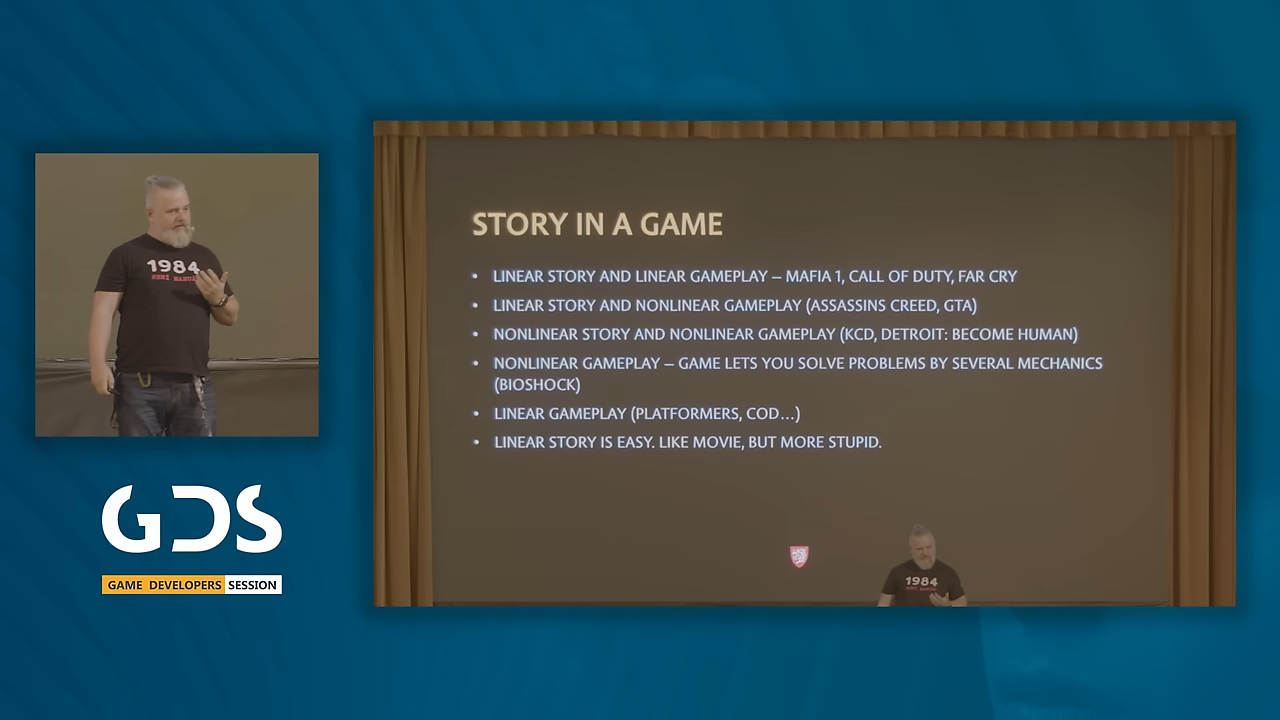 STORY IN A GAME
• LINEAR STORY AND LINEAR GAMEPLAY – MAFIA 1, CALL OF DUTY, FAR CRY
• LINEAR STORY AND NONLINEAR GAMEPLAY (ASSASSINS CREED, GTA)
• NONLINEAR STORY AND NONLINEAR GAMEPLAY (KCD, DETROIT: BECOME HUMAN)
• NONLINEAR GAMEPLAY – GAME LETS YOU SOLVE PROBLEMS BY SEVERAL MECHANICS
(BIOSHOCK)
• LINEAR GAMEPLAY (PLATFORMERS, COD...)
• LINEAR STORY IS EASY. LIKE MOVIE, BUT MORE STUPID.
1984
NENÍ
GDS
GAME DEVELOPERS SESSION
1984